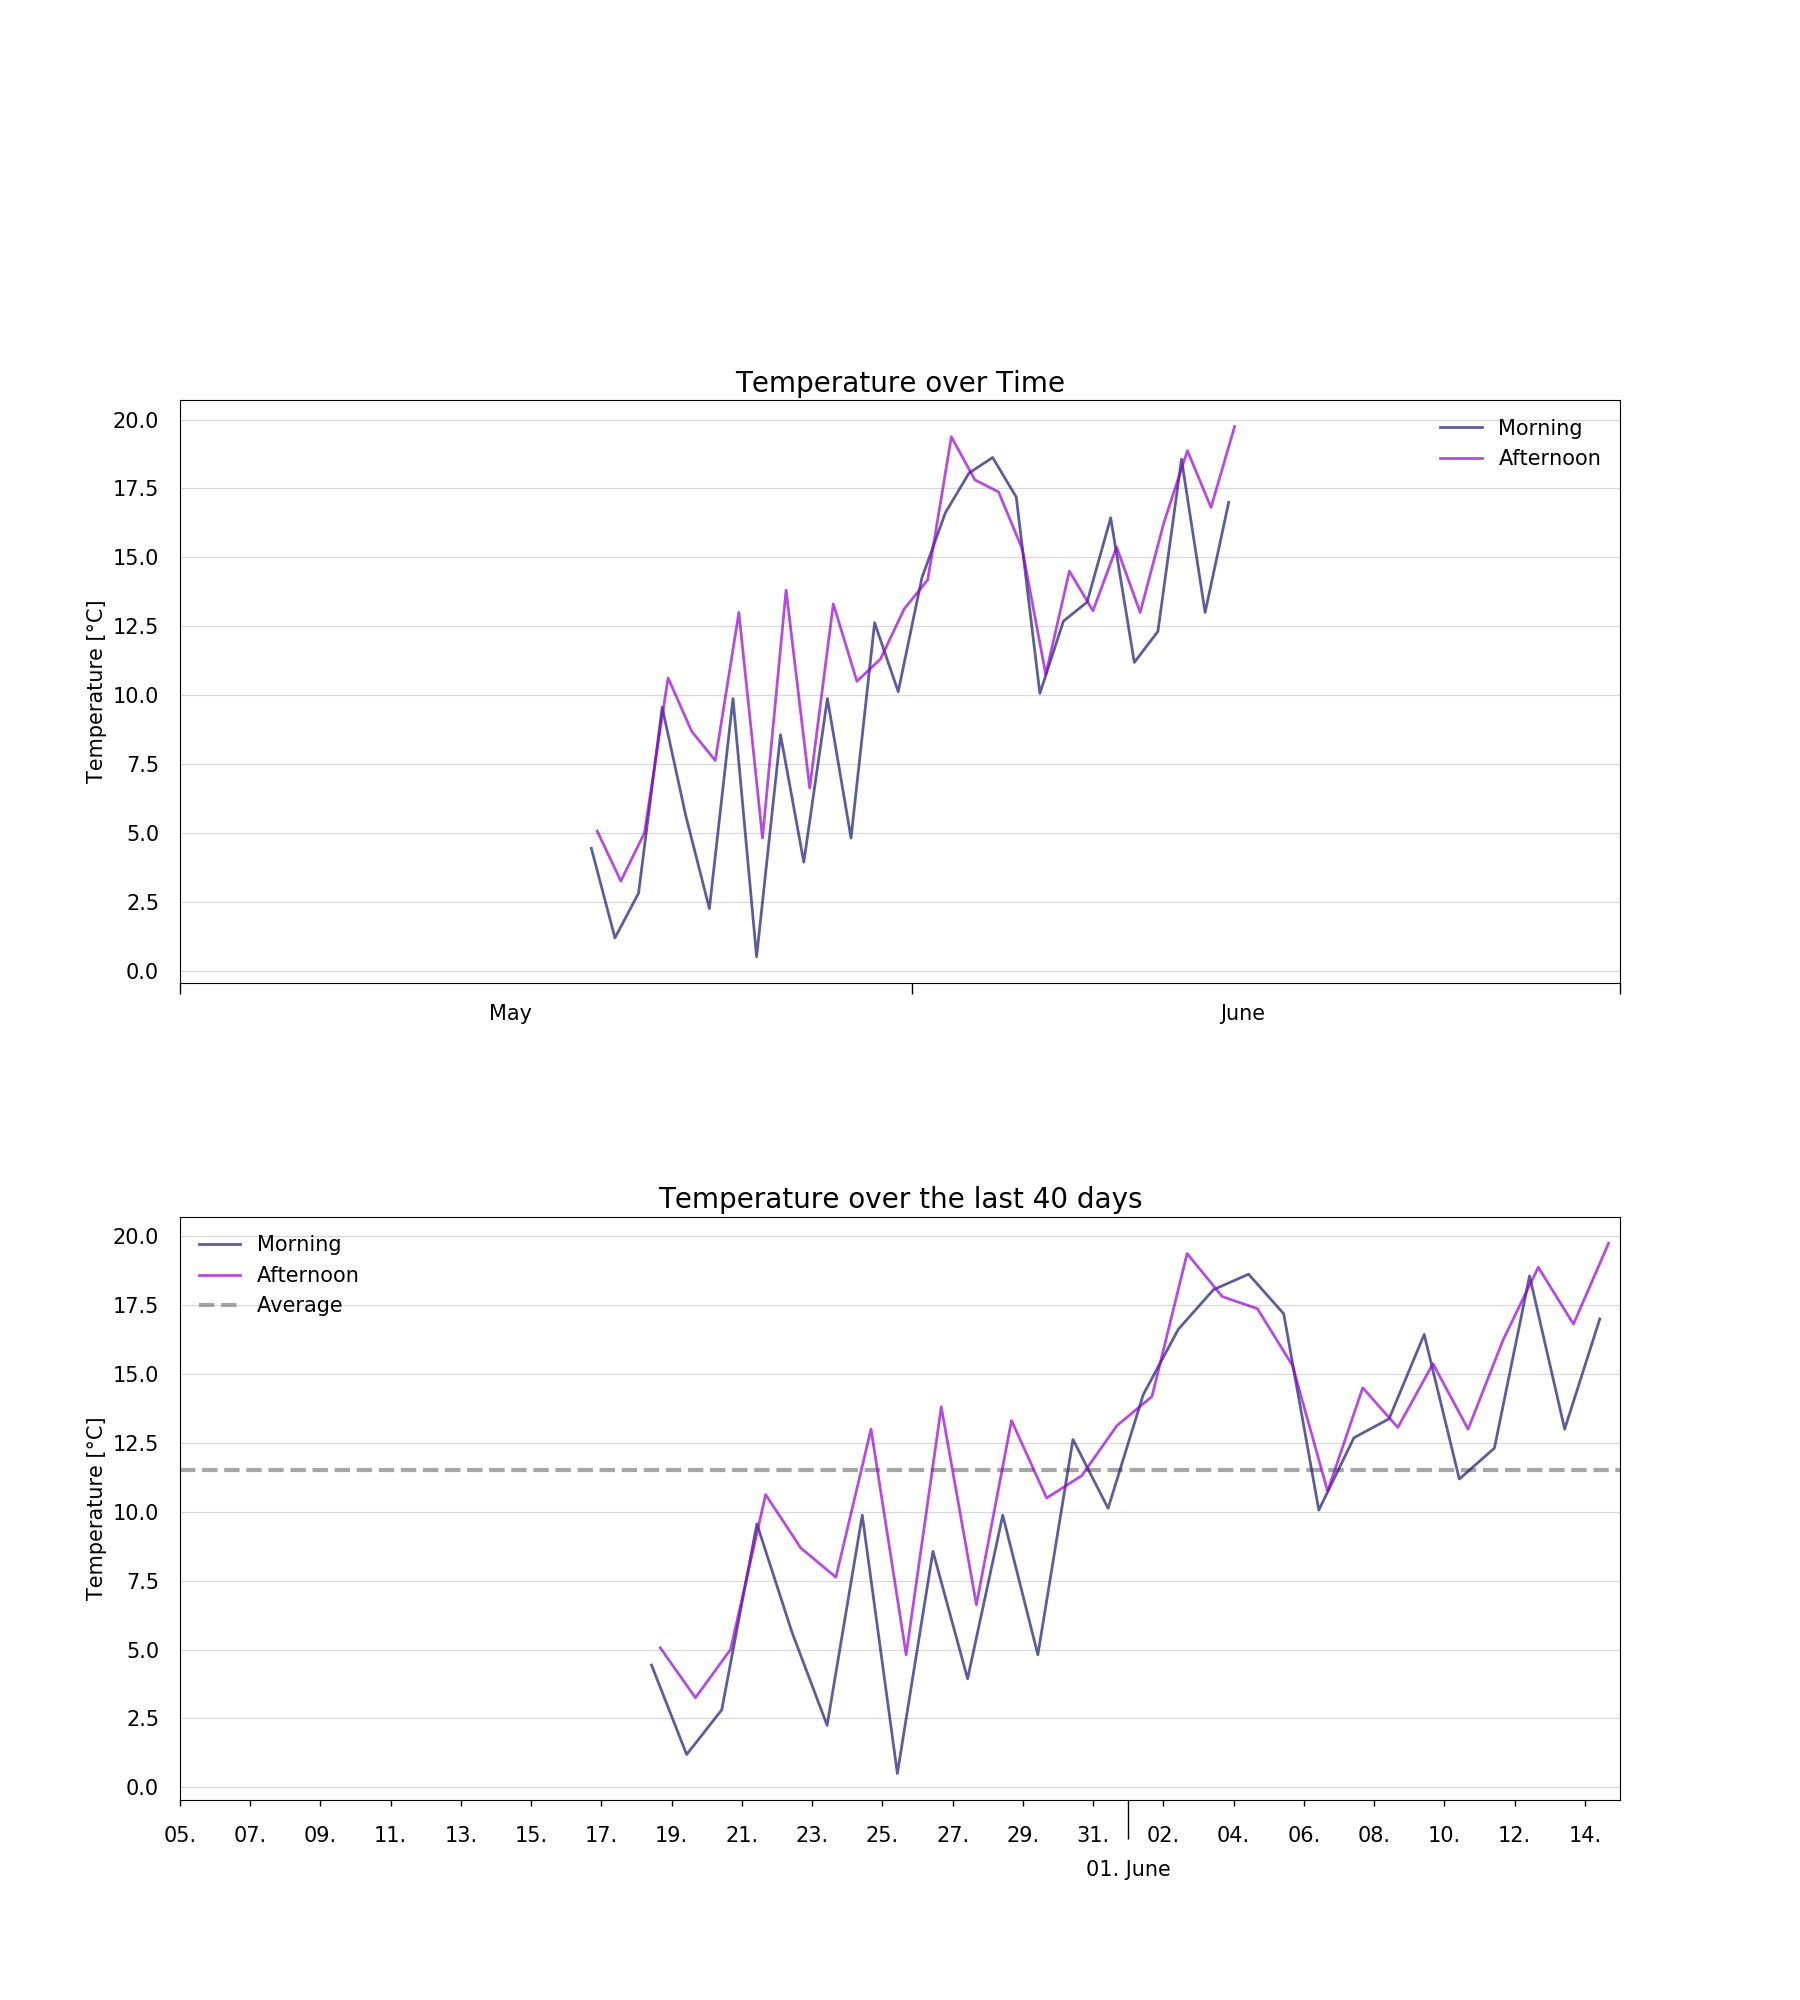 Temperature over Time
Temperature [°C]
20.0
17.5
15.0
12.5
10.0
7.5
5.0
2.5
0.0
Morning
Afternoon
May June
Temperature over the last 40 days
Temperature [°C]
20.0
17.5
15.0
12.5
10.0
7.5
5.0
2.5
0.0
Morning
Afternoon
Average
05. 07. 09. 11. 13. 15. 17. 19. 21. 23. 25. 27. 29. 31. 02. 04. 06. 08. 10. 12. 14.
01. June